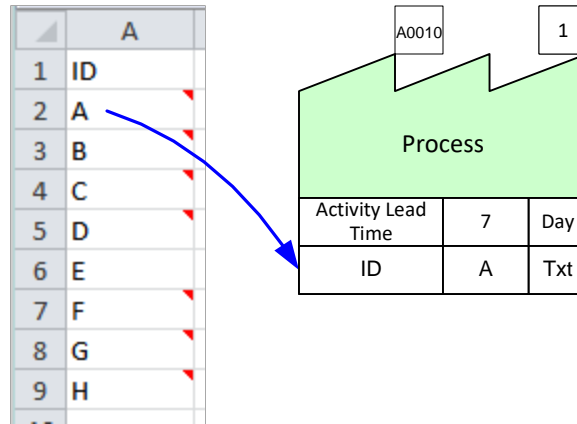 A
1 ID
2 A
3 B
4 C
5 D
6 E
7 F
8 G
9 H
A0010
1
Process
Activity Lead
Time
7
Day
ID
A
Txt